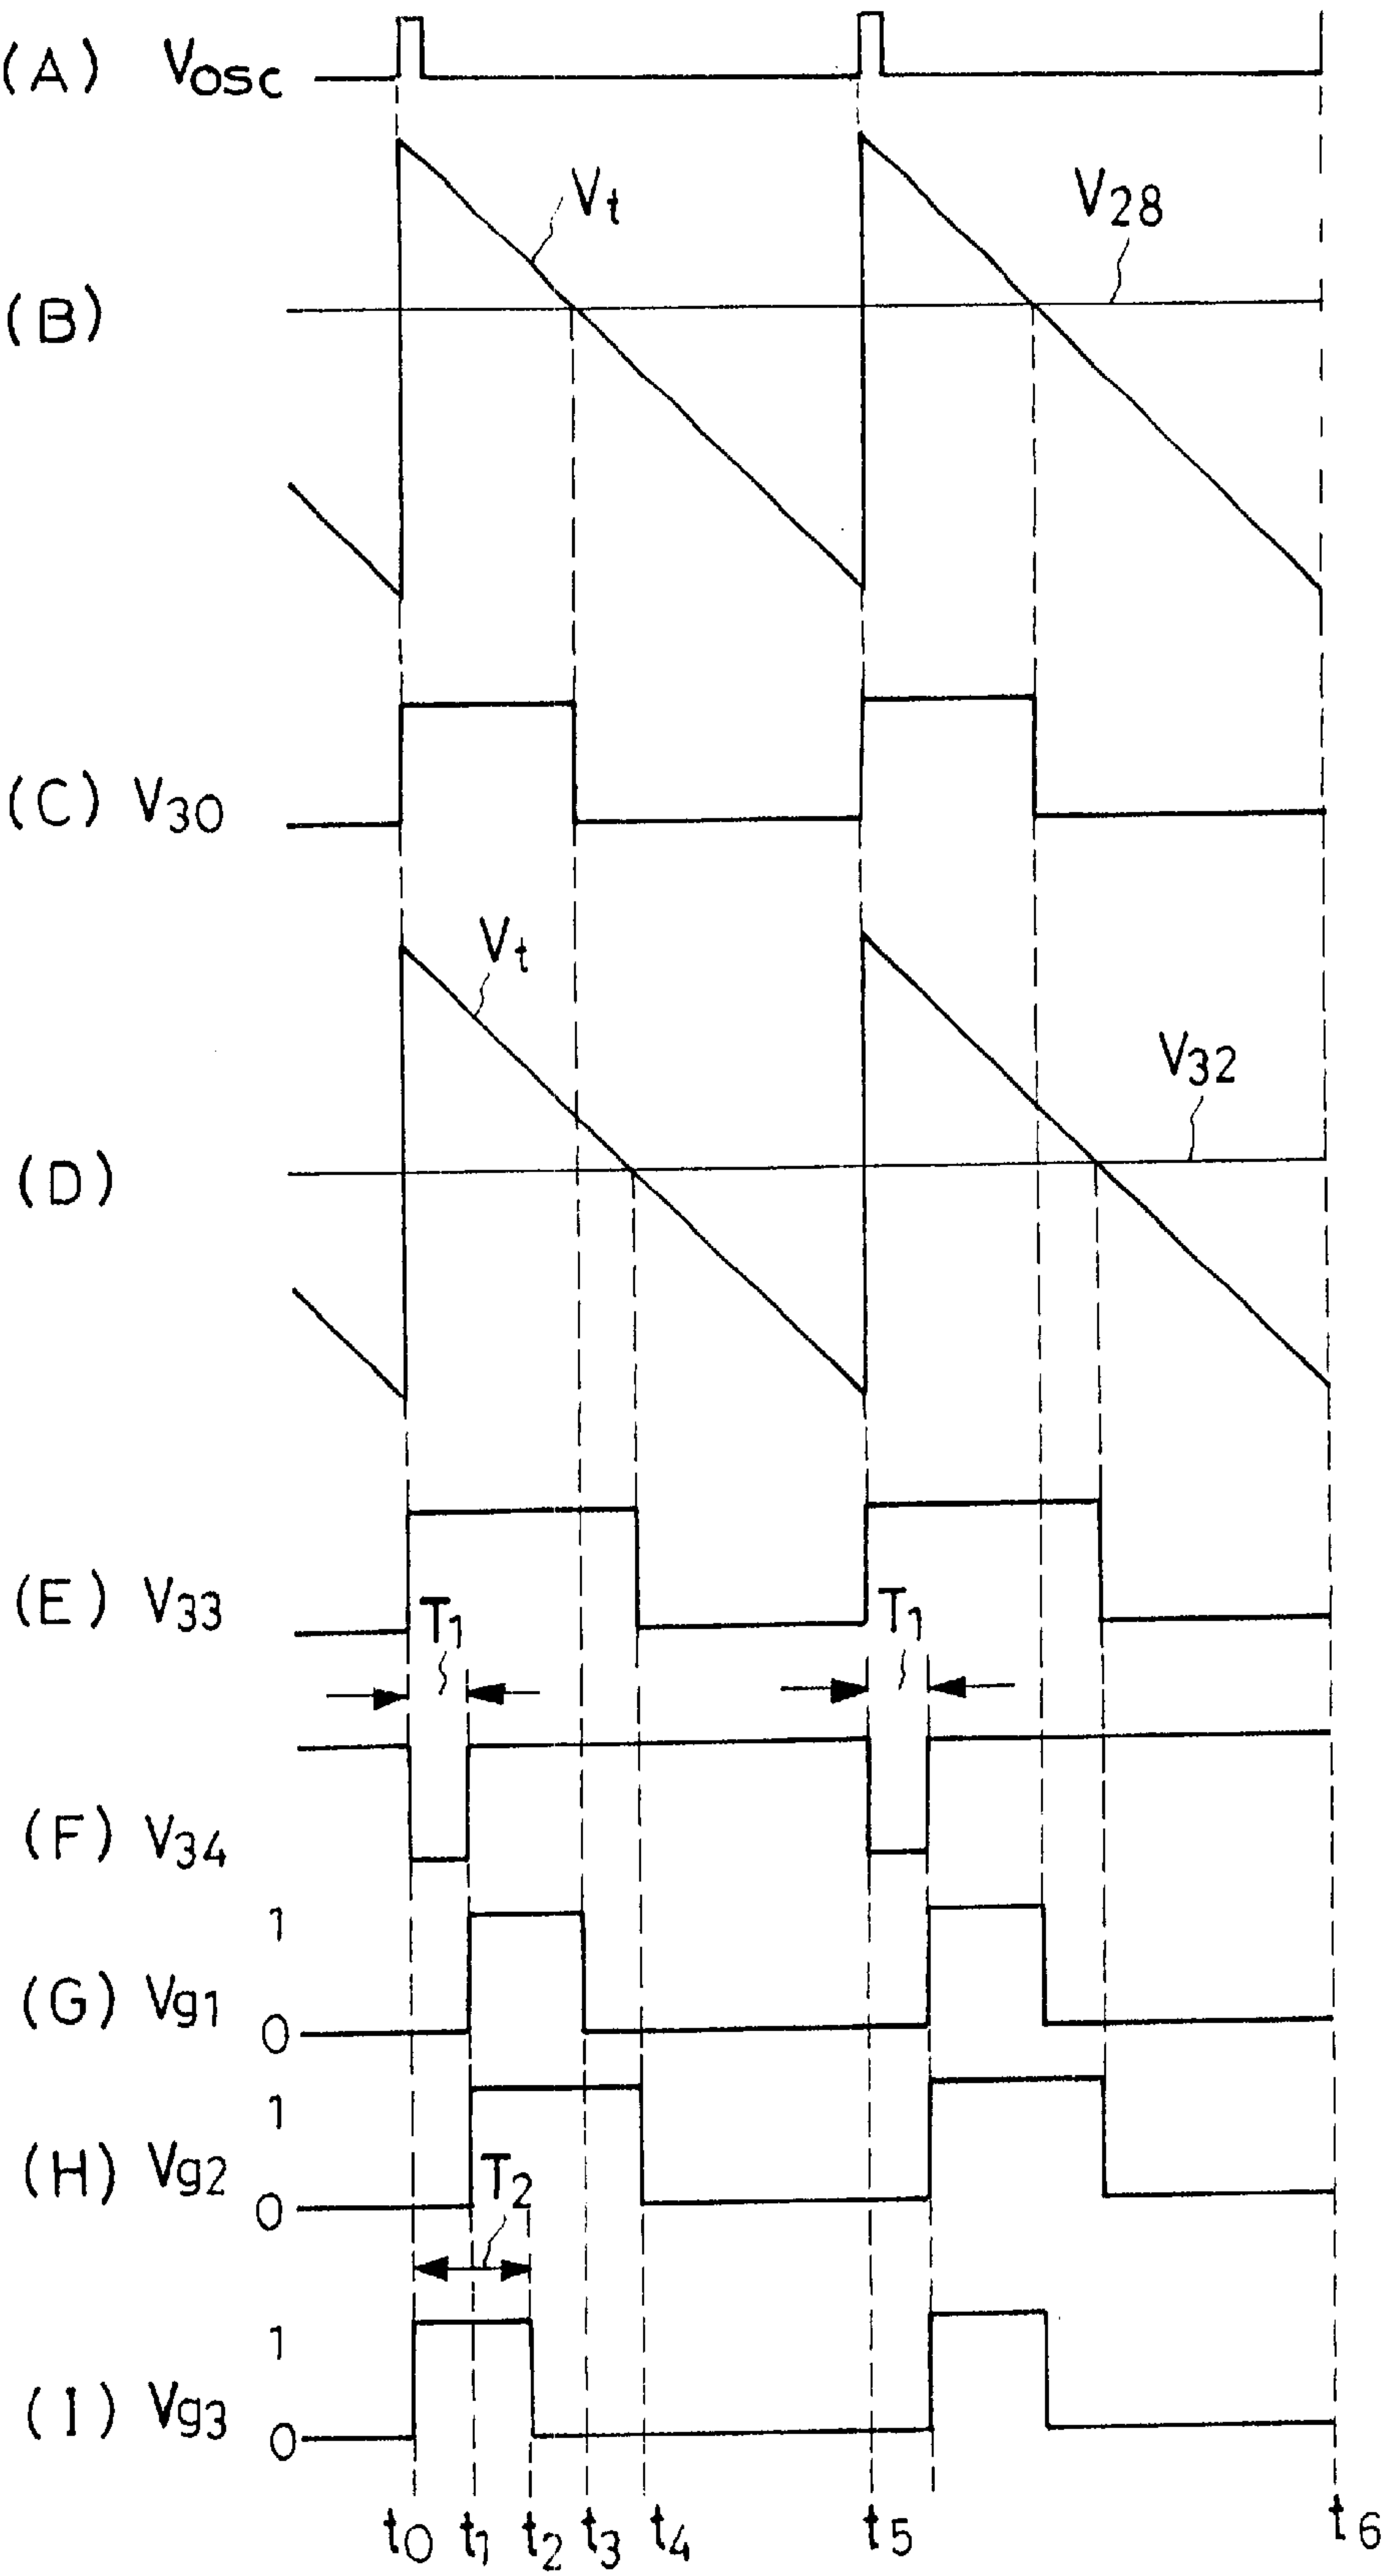 (A) VOSC
Vt
V28
(B)
(C) V30
Vt
V32
(D)
(E) V33
T1
T1
(F) V34
1
(G) Vg1
0
1
(H) Vg2
T2
0
1
(I) Vg3
0
t0 t1 t2 t3 t4 t5 t6